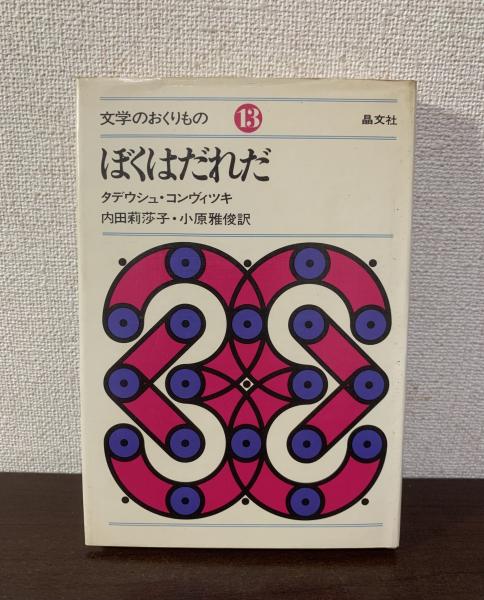 文学のおくりもの 13 晶文社
ぼくはだれだ
タデウシュ・コンヴィツキ
内田莉莎子・小原雅俊訳